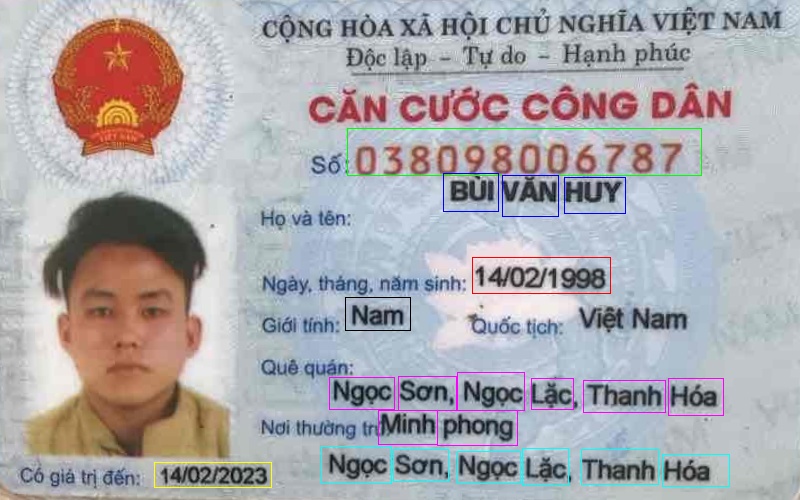 CỘNG HÒA XÃ HỘI CHỦ NGHĨA VIỆT NAM
Độc lập - Tự do - Hạnh phúc
CĂN CƯỚC CÔNG DÂN
Số: 038098006787
BÙI VĂN HUY
Họ và tên:
Ngày, tháng, năm sinh: 14/02/1998
Giới tính: Nam Quốc tịch: Việt Nam
Quê quán:
Ngọc Sơn, Ngọc Lặc, Thanh Hóa
Nơi thường tr Minh phong
Ngọc Sơn, Ngọc Lặc, Thanh Hóa
Có giá trị đến: 14/02/2023